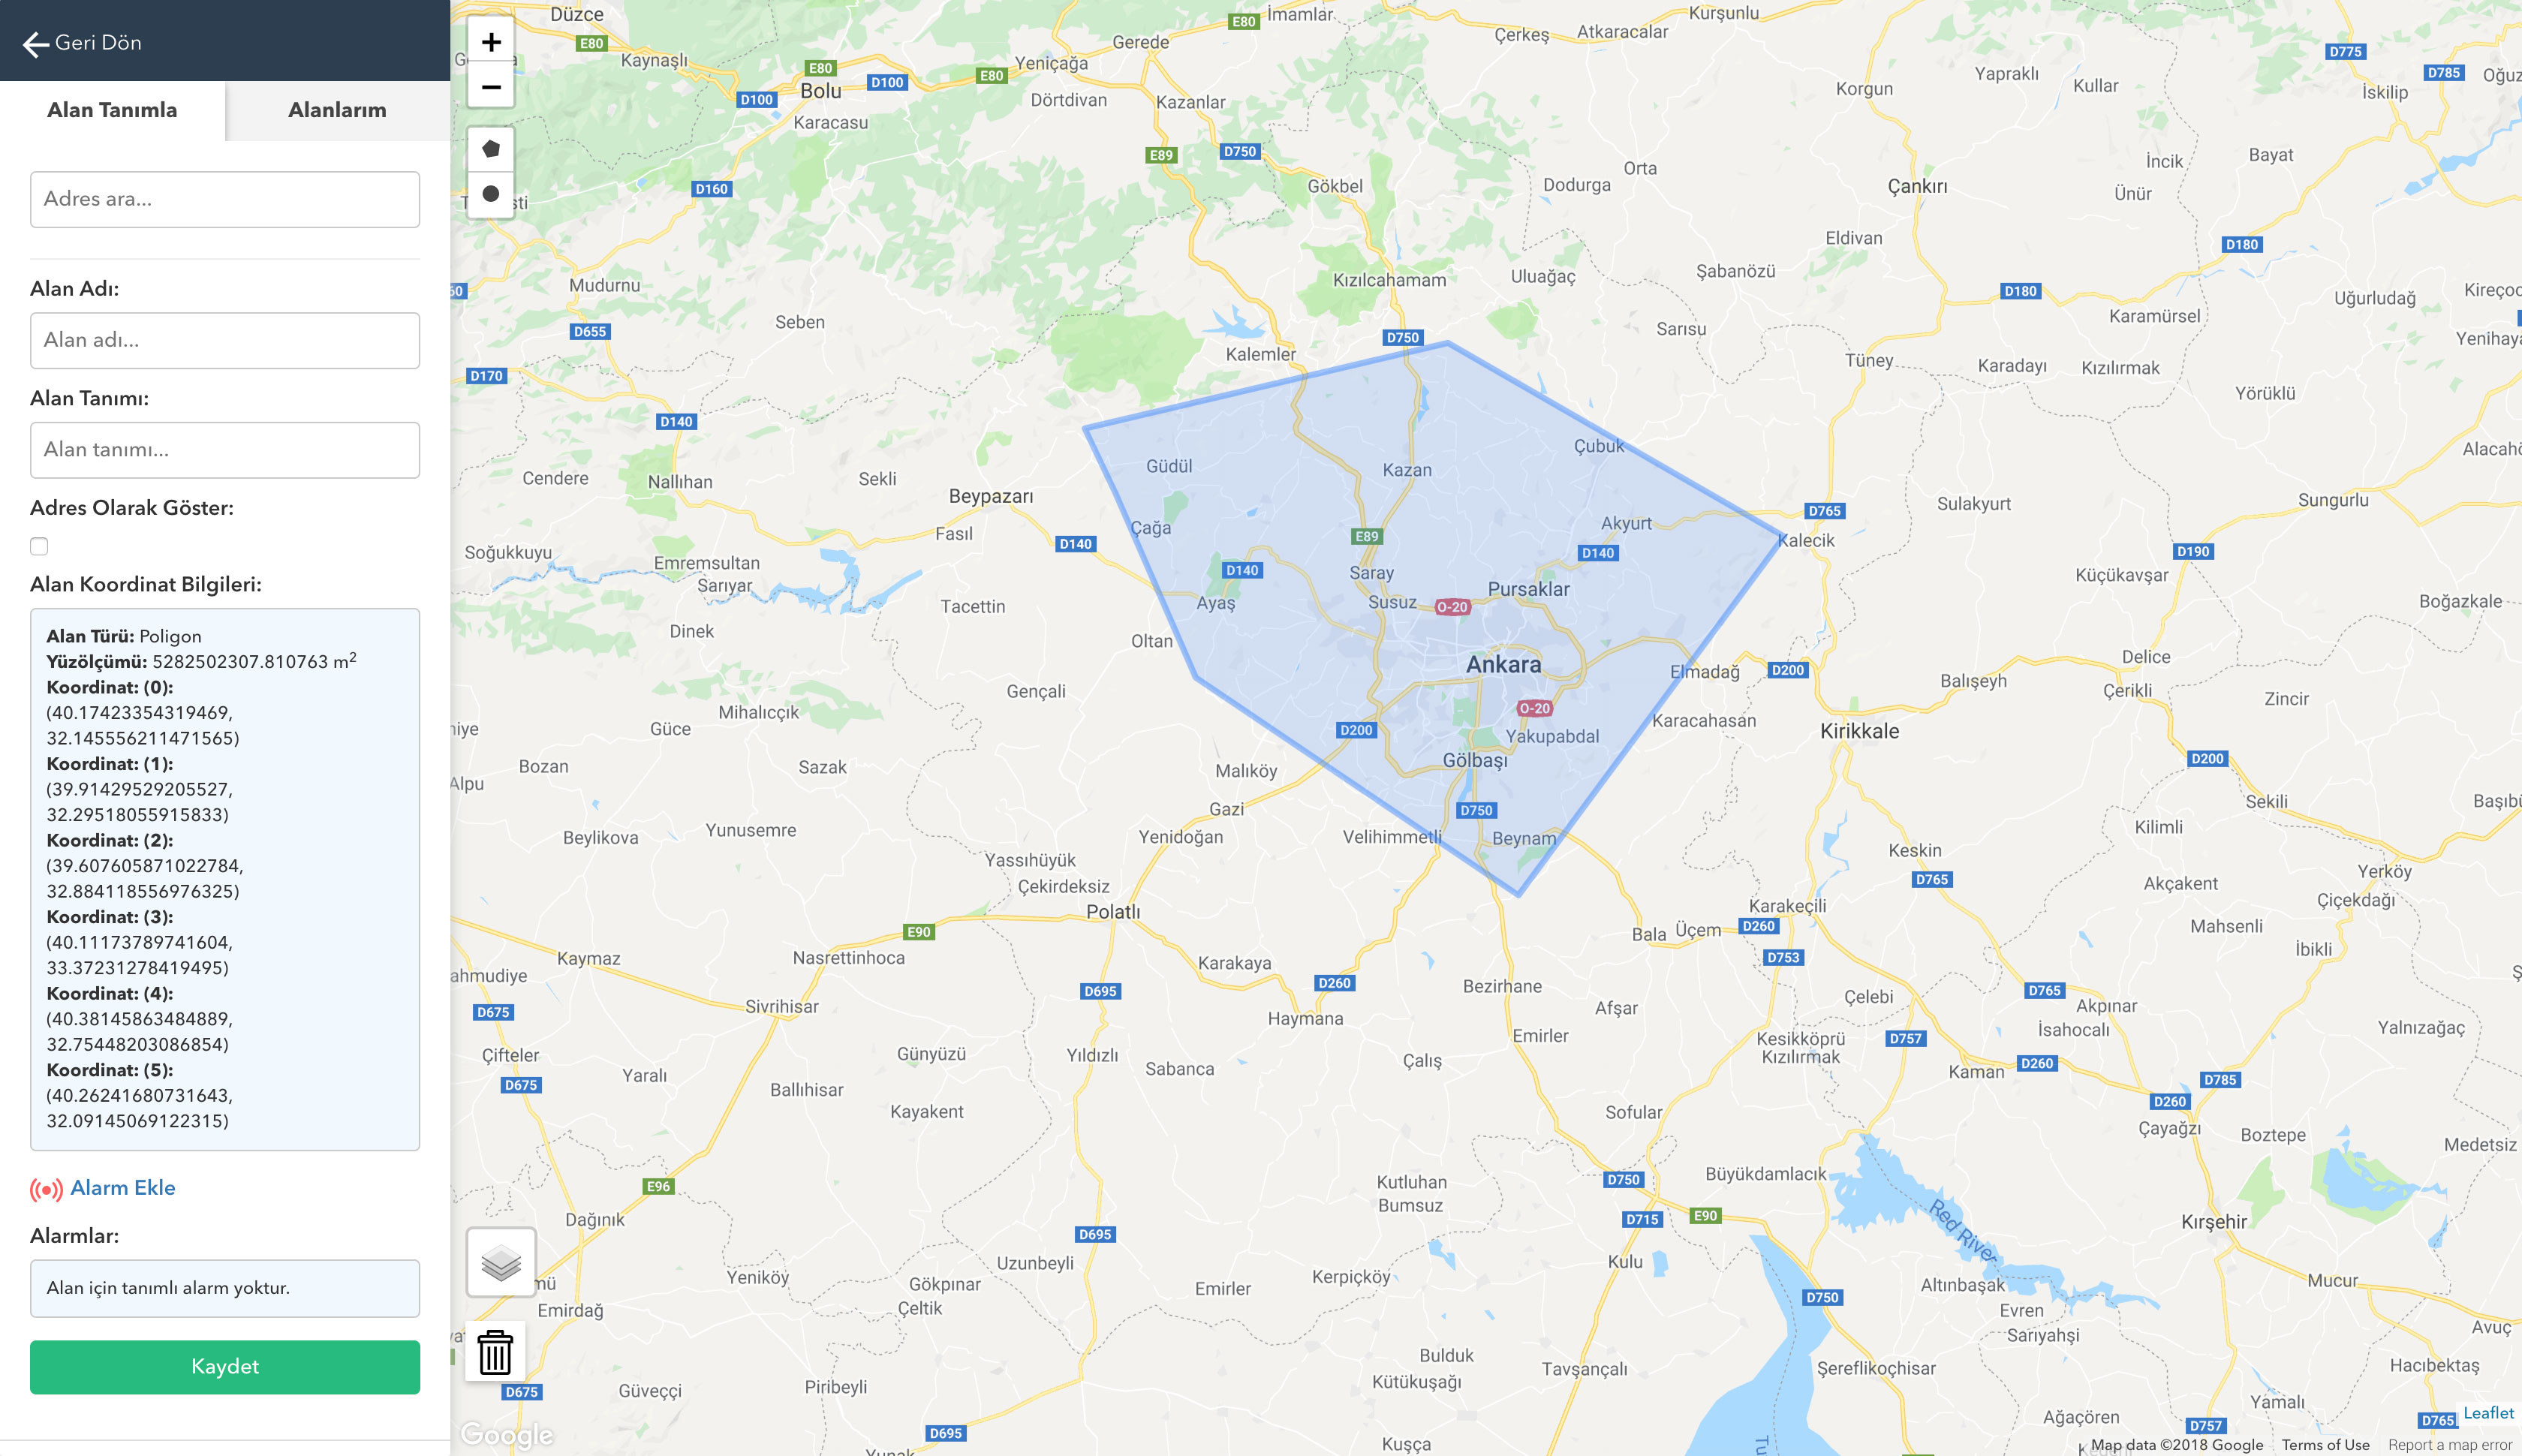 Geri Dön
Alan Tanımla
Alanlarım
Adres ara...
Alan Adı:
Alan adı...
Alan Tanımı:
Alan tanımı...
Adres Olarak Göster:
Alan Koordinat Bilgileri:
Alan Türü: Poligon
Yüzölçümü: 5282502307.810763 m2
Koordinat: (0):
(40.17423354319469,
32.145556211471565)
Koordinat: (1):
(39.91429529205527,
32.29518055915833)
Koordinat: (2):
(39.607605871022784,
32.884118556976325)
Koordinat: (3):
(40.11173789741604,
33.37231278419495)
Koordinat: (4):
(40.38145863484889,
32.75448203086854)
Koordinat: (5):
(40.26241680731643,
32.09145069122315)
Alarm Ekle
Alarmlar:
Alan için tanımlı alarm yoktur.
Kaydet
+
−
Düzce
E80
İmamlar
Kurşunlu
Çerkeş
Atkaracalar
Gerede
E80
Kaynaşlı
Yeniçağa
D775
E80
D785
Yapraklı
Kullar
D100
E80
Bolu
Korgun
İskilip
D100
Dörtdivan
Kazanlar
Karacasu
E89
D750
İncik
Bayat
Orta
D160
Gökbel
Dodurga
Çankırı
Ünür
Eldivan
D180
Kızılcahamam
Uluağaç
Şabanözü
Mudurnu
D180
Uğurludağ
Karamürsel
Seben
D655
Sarısu
D750
Kalemler
Tüney
Karadayı
Kızılırmak
D170
Yörüklü
D140
Çubuk
Güdül
Kazan
Cendere
Nallıhan
Sekli
Beypazarı
Sulakyurt
Sungurlu
D765
Çağa
Akyurt
Fasıl
E89
D140
Kalecik
D140
D190
Soğukkuyu
Emremsultan
D140
Saray
Küçükavşar
Sarıyar
Pursaklar
Ayaş
Susuz
O-20
Tacettin
Boğazkale
Dinek
Oltan
Ankara
Elmadağ
D200
Delice
Balışeyh
Çerikli
Gençali
Zincir
Mihalıcçık
O-20
Karacahasan
Güce
D200
Yakupabdal
Kirikkale
Gölbaşı
D200
Bozan
Sazak
Malıköy
Alpu
Gazi
D750
Sekili
Beylikova
Yunusemre
Yenidoğan
Velihimmetli
Beynam
Kilimli
Yassıhüyük
Keskin
Yerköy
Çekirdeksiz
D765
Akçakent
Polatlı
Karakeçili
Çiçekdağı
E90
Bala
Üçem
D260
Mahsenli
İbikli
Kaymaz
Nasrettinhoca
Karakaya
D753
D260
Bezirhane
D695
D765
Sivrihisar
Afşar
Çelebi
Akpınar
D675
Haymana
İsahocalı
Yalnızağaç
Emirler
Kesikköprü
D757
Çifteler
Günyüzü
Yıldızlı
Çalış
Kızılırmak
D260
Sabanca
Kaman
Yaralı
D675
Ballıhisar
D785
Kayakent
Sofular
D260
Çayağzı
Boztepe
Medetsiz
Büyükdamlacık
E96
Kutluhan
D750
Bumsuz
Dağınık
D715
E90
Red River
Kırşehir
D695
Uzunbeyli
Kulu
Yeniköy
Gökpınar
Emirler
Kerpiçköy
Altınbaşak
Mucur
Emirdağ
Çeltik
D750
Evren
Sarıyahşi
Avuç
Bulduk
Tavşançalı
Şereflikoçhisar
Hacıbektaş
D675
Güveççi
Piribeyli
Kütükuşağı
Yamalı
Ağaçören
D757
D765
Leaflet
Google
D695
Kuşça
Map data ©2018 Google
Terms of Use
Report a map error